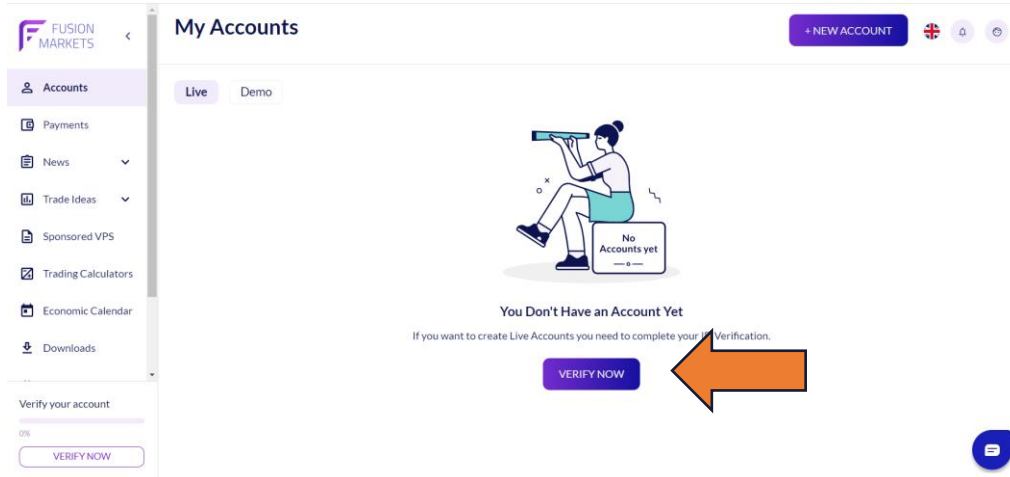 FUSION
MARKETS
My Accounts
+ NEW ACCOUNT
Accounts
Payments
News
Trade Ideas
Sponsored VPS
Trading Calculators
Economic Calendar
Downloads
Verify your account
0%
VERIFY NOW
Live
Demo
No
Accounts yet
You Don't Have an Account Yet
If you want to create Live Accounts you need to complete your Verification.
VERIFY NOW